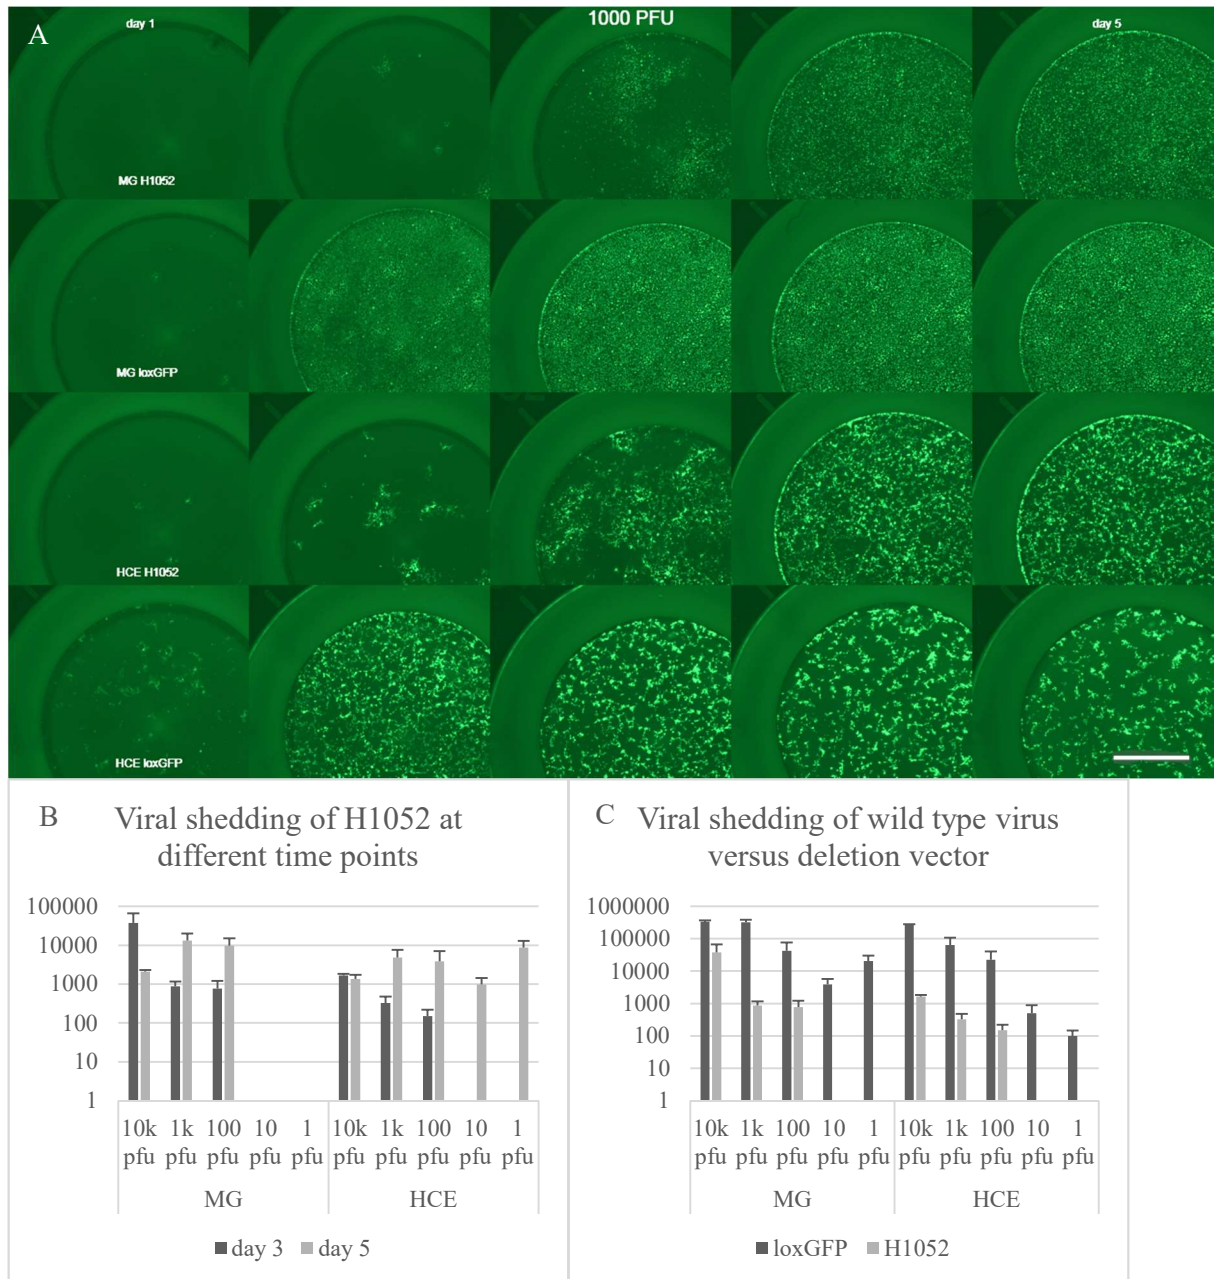 A
day 1
1000 PFU
day 5
MG H1052
MG loxGFP
HCE H1052
HCE loxGFP
B
Viral shedding of H1052 at
different time points
100000
10000
1000
100
10
1
10k 1k 100 10 1 10k 1k 100 10 1
pfu pfu pfu pfu pfu pfu pfu pfu pfu pfu
MG HCE
day 3 day 5
C
Viral shedding of wild type virus
versus deletion vector
1000000
100000
10000
1000
100
10
1
10k 1k 100 10 1 10k 1k 100 10 1
pfu pfu pfu pfu pfu pfu pfu pfu pfu pfu
MG HCE
loxGFP H1052